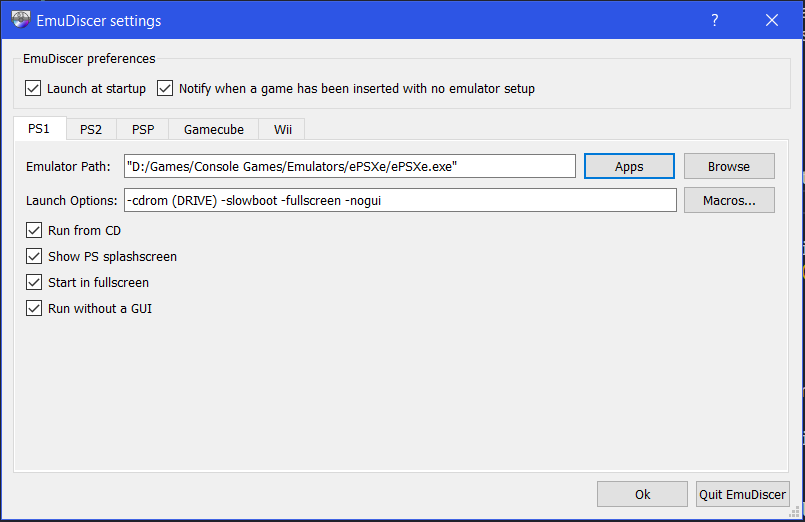 EmuDiscer settings
EmuDiscer preferences
Launch at startup Notify when a game has been inserted with no emulator setup
PS1 PS2 PSP Gamecube Wii
Emulator Path: "D:/Games/Console Games/Emulators/ePSXe/ePSXe.exe" Apps Browse
Launch Options: -cdrom (DRIVE) -slowboot -fullscreen -nogui Macros...
Run from CD
Show PS splashscreen
Start in fullscreen
Run without a GUI
Ok Quit EmuDiscer